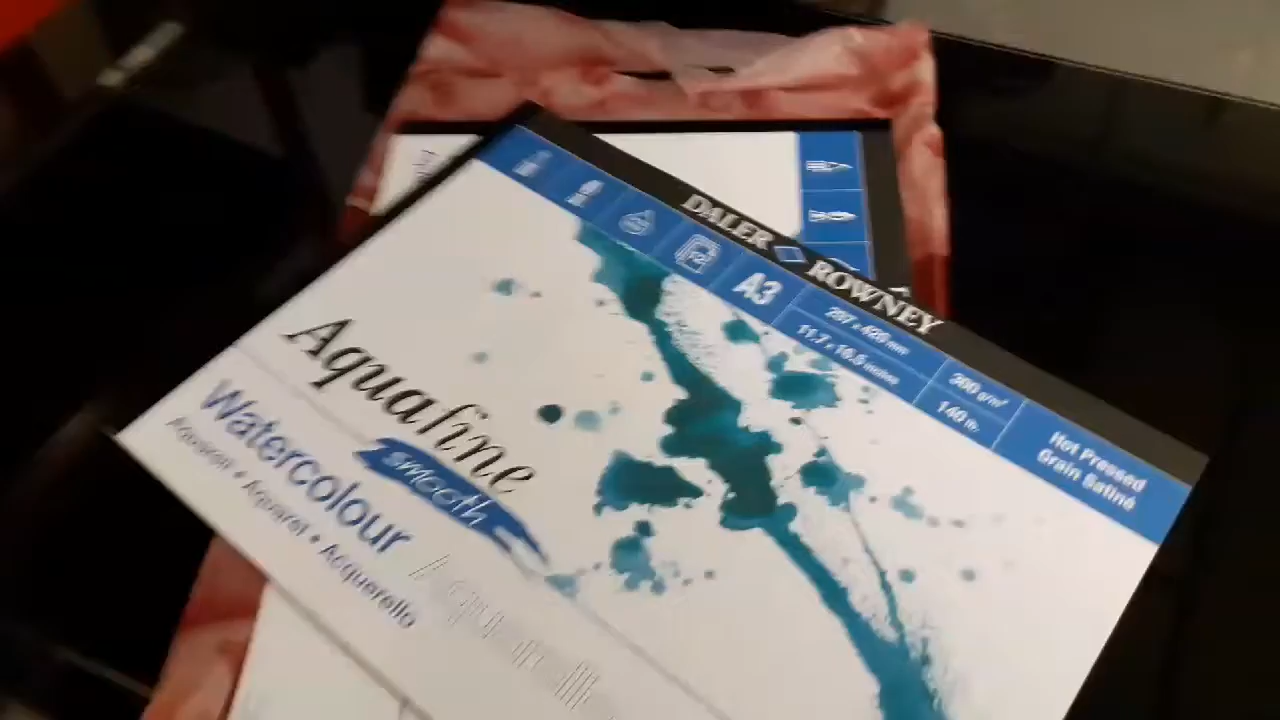 DALER ROWNEY
A3
297 x 420 mm
11.7 x 16.5 inches
300 g/m²
140 lb
Hot Pressed
Grain Satiné
Aquafine
smooth
Watercolour
Aquarell • Aquarel • Acquerello